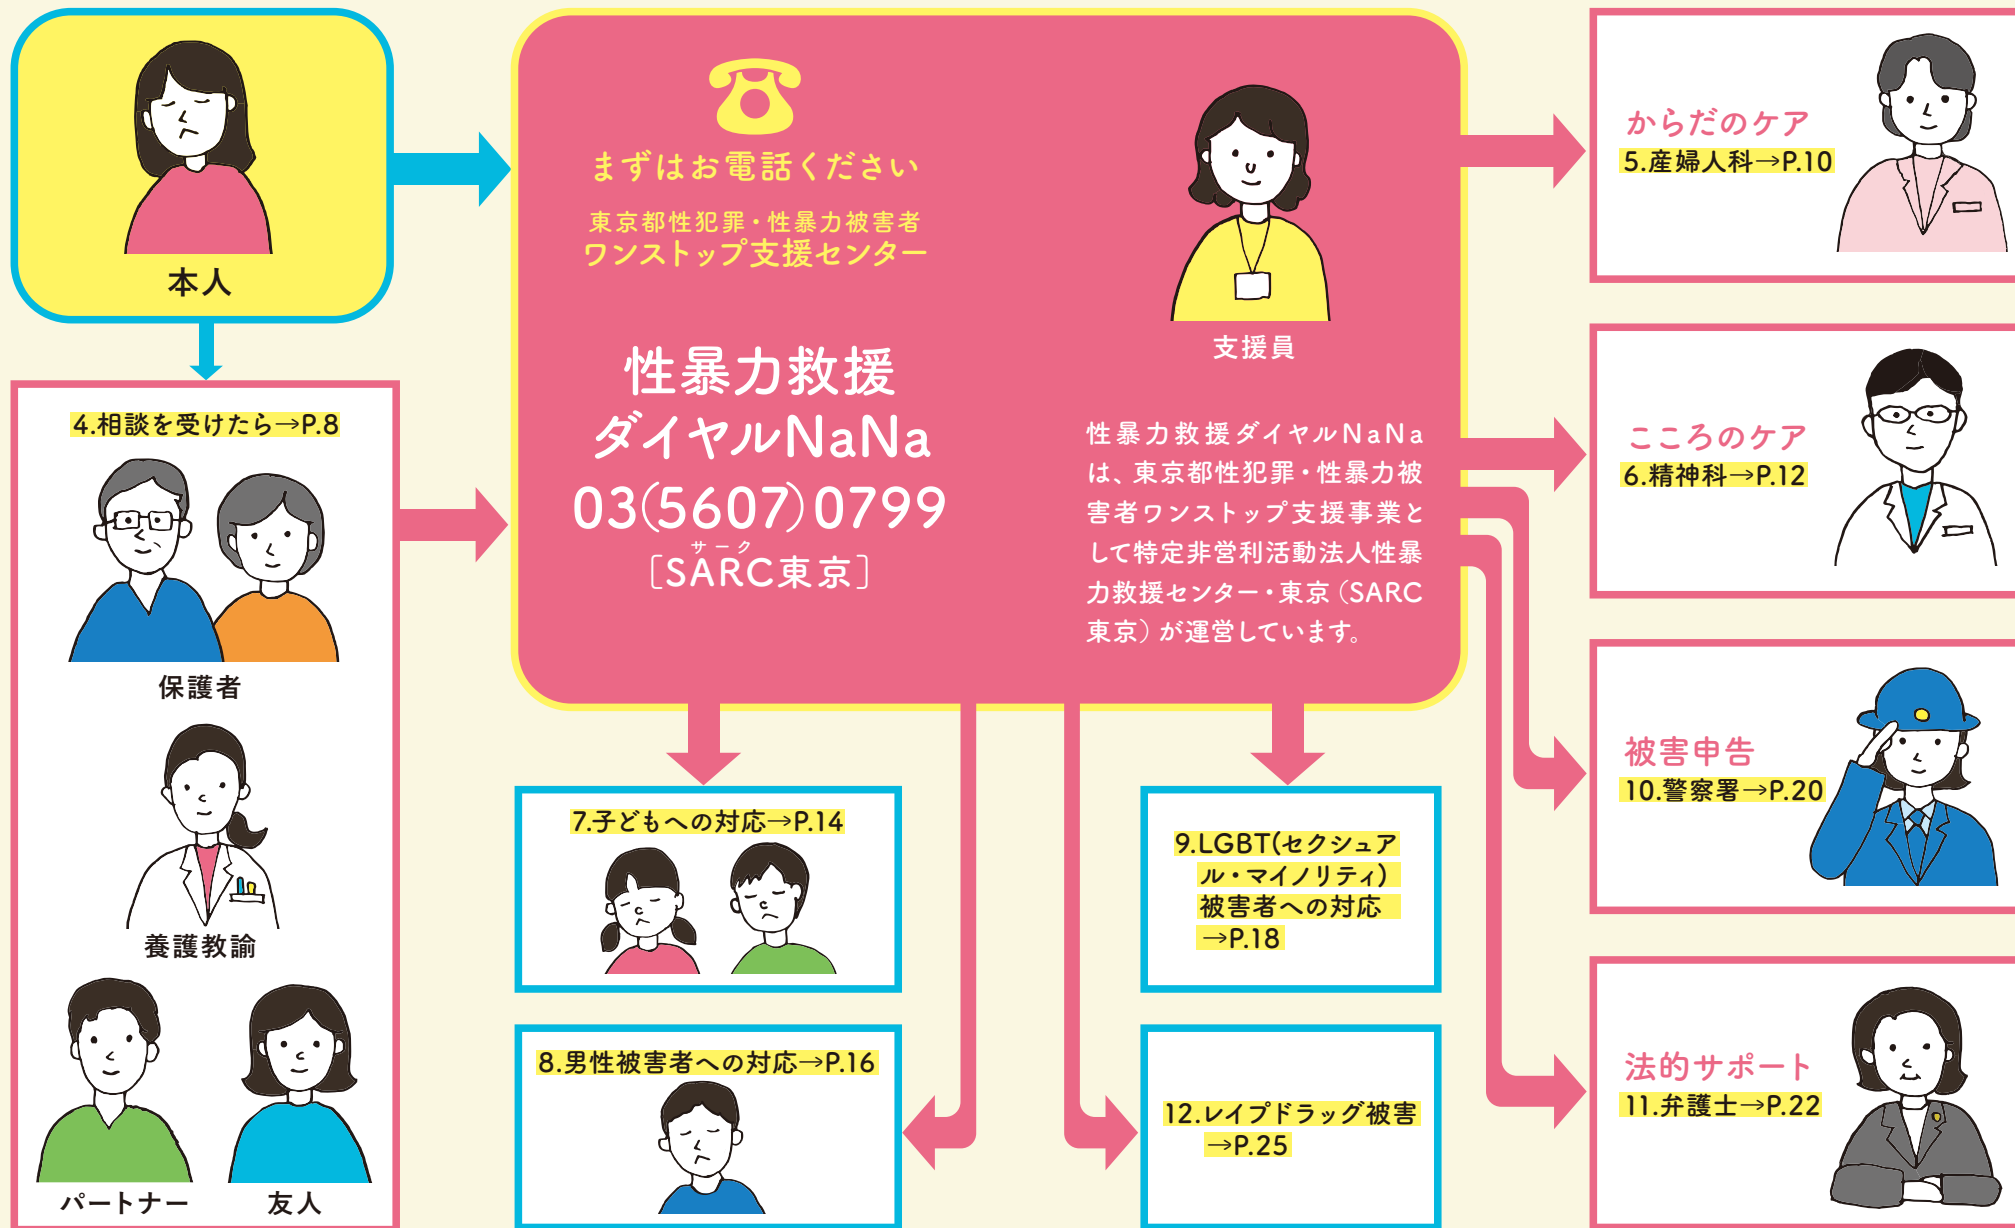 本人
4.相談を受けたら→P.8
保護者
養護教諭
パートナー
友人
まずはお電話ください
東京都性犯罪・性暴力被害者
ワンストップ支援センター
性暴力救援
ダイヤルNaNa
03(5607)0799
サーク
［SARC東京］
支援員
性暴力救援ダイヤルNaNa
は、東京都性犯罪・性暴力被
害者ワンストップ支援事業と
して特定非営利活動法人性暴
力救援センター・東京（SARC
東京）が運営しています。
7.子どもへの対応→P.14
8.男性被害者への対応→P.16
9.LGBT(セクシュア
ル・マイノリティ)
被害者への対応
→P.18
12.レイプドラッグ被害
→P.25
からだのケア
5.産婦人科→P.10
こころのケア
6.精神科→P.12
被害申告
10.警察署→P.20
法的サポート
11.弁護士→P.22